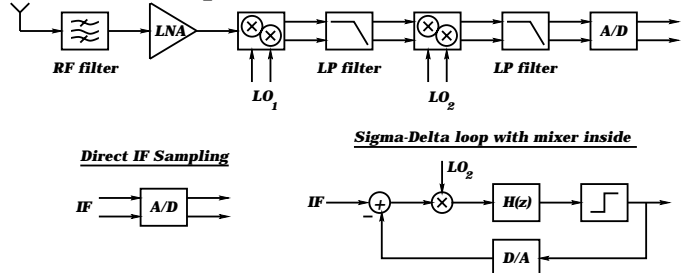 LNA
A/D
RF filter
LP filter
LP filter
LO1
LO2
Direct IF Sampling
Sigma-Delta loop with mixer inside
LO2
IF
A/D
IF
+
−
H(z)
D/A